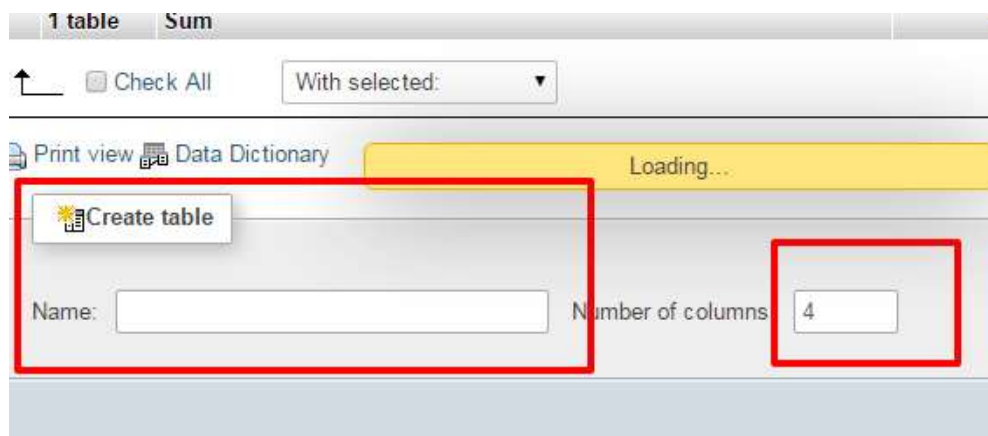 1 table Sum
Check All With selected:
Print view Data Dictionary
Loading...
Create table
Name: Number of columns 4